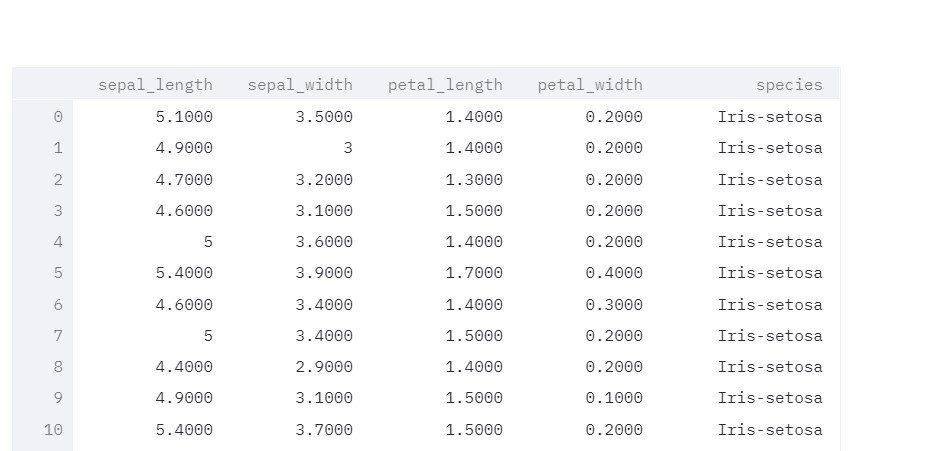 sepal_length sepal_width petal_length petal_width species
0 5.1000 3.5000 1.4000 0.2000 Iris-setosa
1 4.9000 3 1.4000 0.2000 Iris-setosa
2 4.7000 3.2000 1.3000 0.2000 Iris-setosa
3 4.6000 3.1000 1.5000 0.2000 Iris-setosa
4 5 3.6000 1.4000 0.2000 Iris-setosa
5 5.4000 3.9000 1.7000 0.4000 Iris-setosa
6 4.6000 3.4000 1.4000 0.3000 Iris-setosa
7 5 3.4000 1.5000 0.2000 Iris-setosa
8 4.4000 2.9000 1.4000 0.2000 Iris-setosa
9 4.9000 3.1000 1.5000 0.1000 Iris-setosa
10 5.4000 3.7000 1.5000 0.2000 Iris-setosa